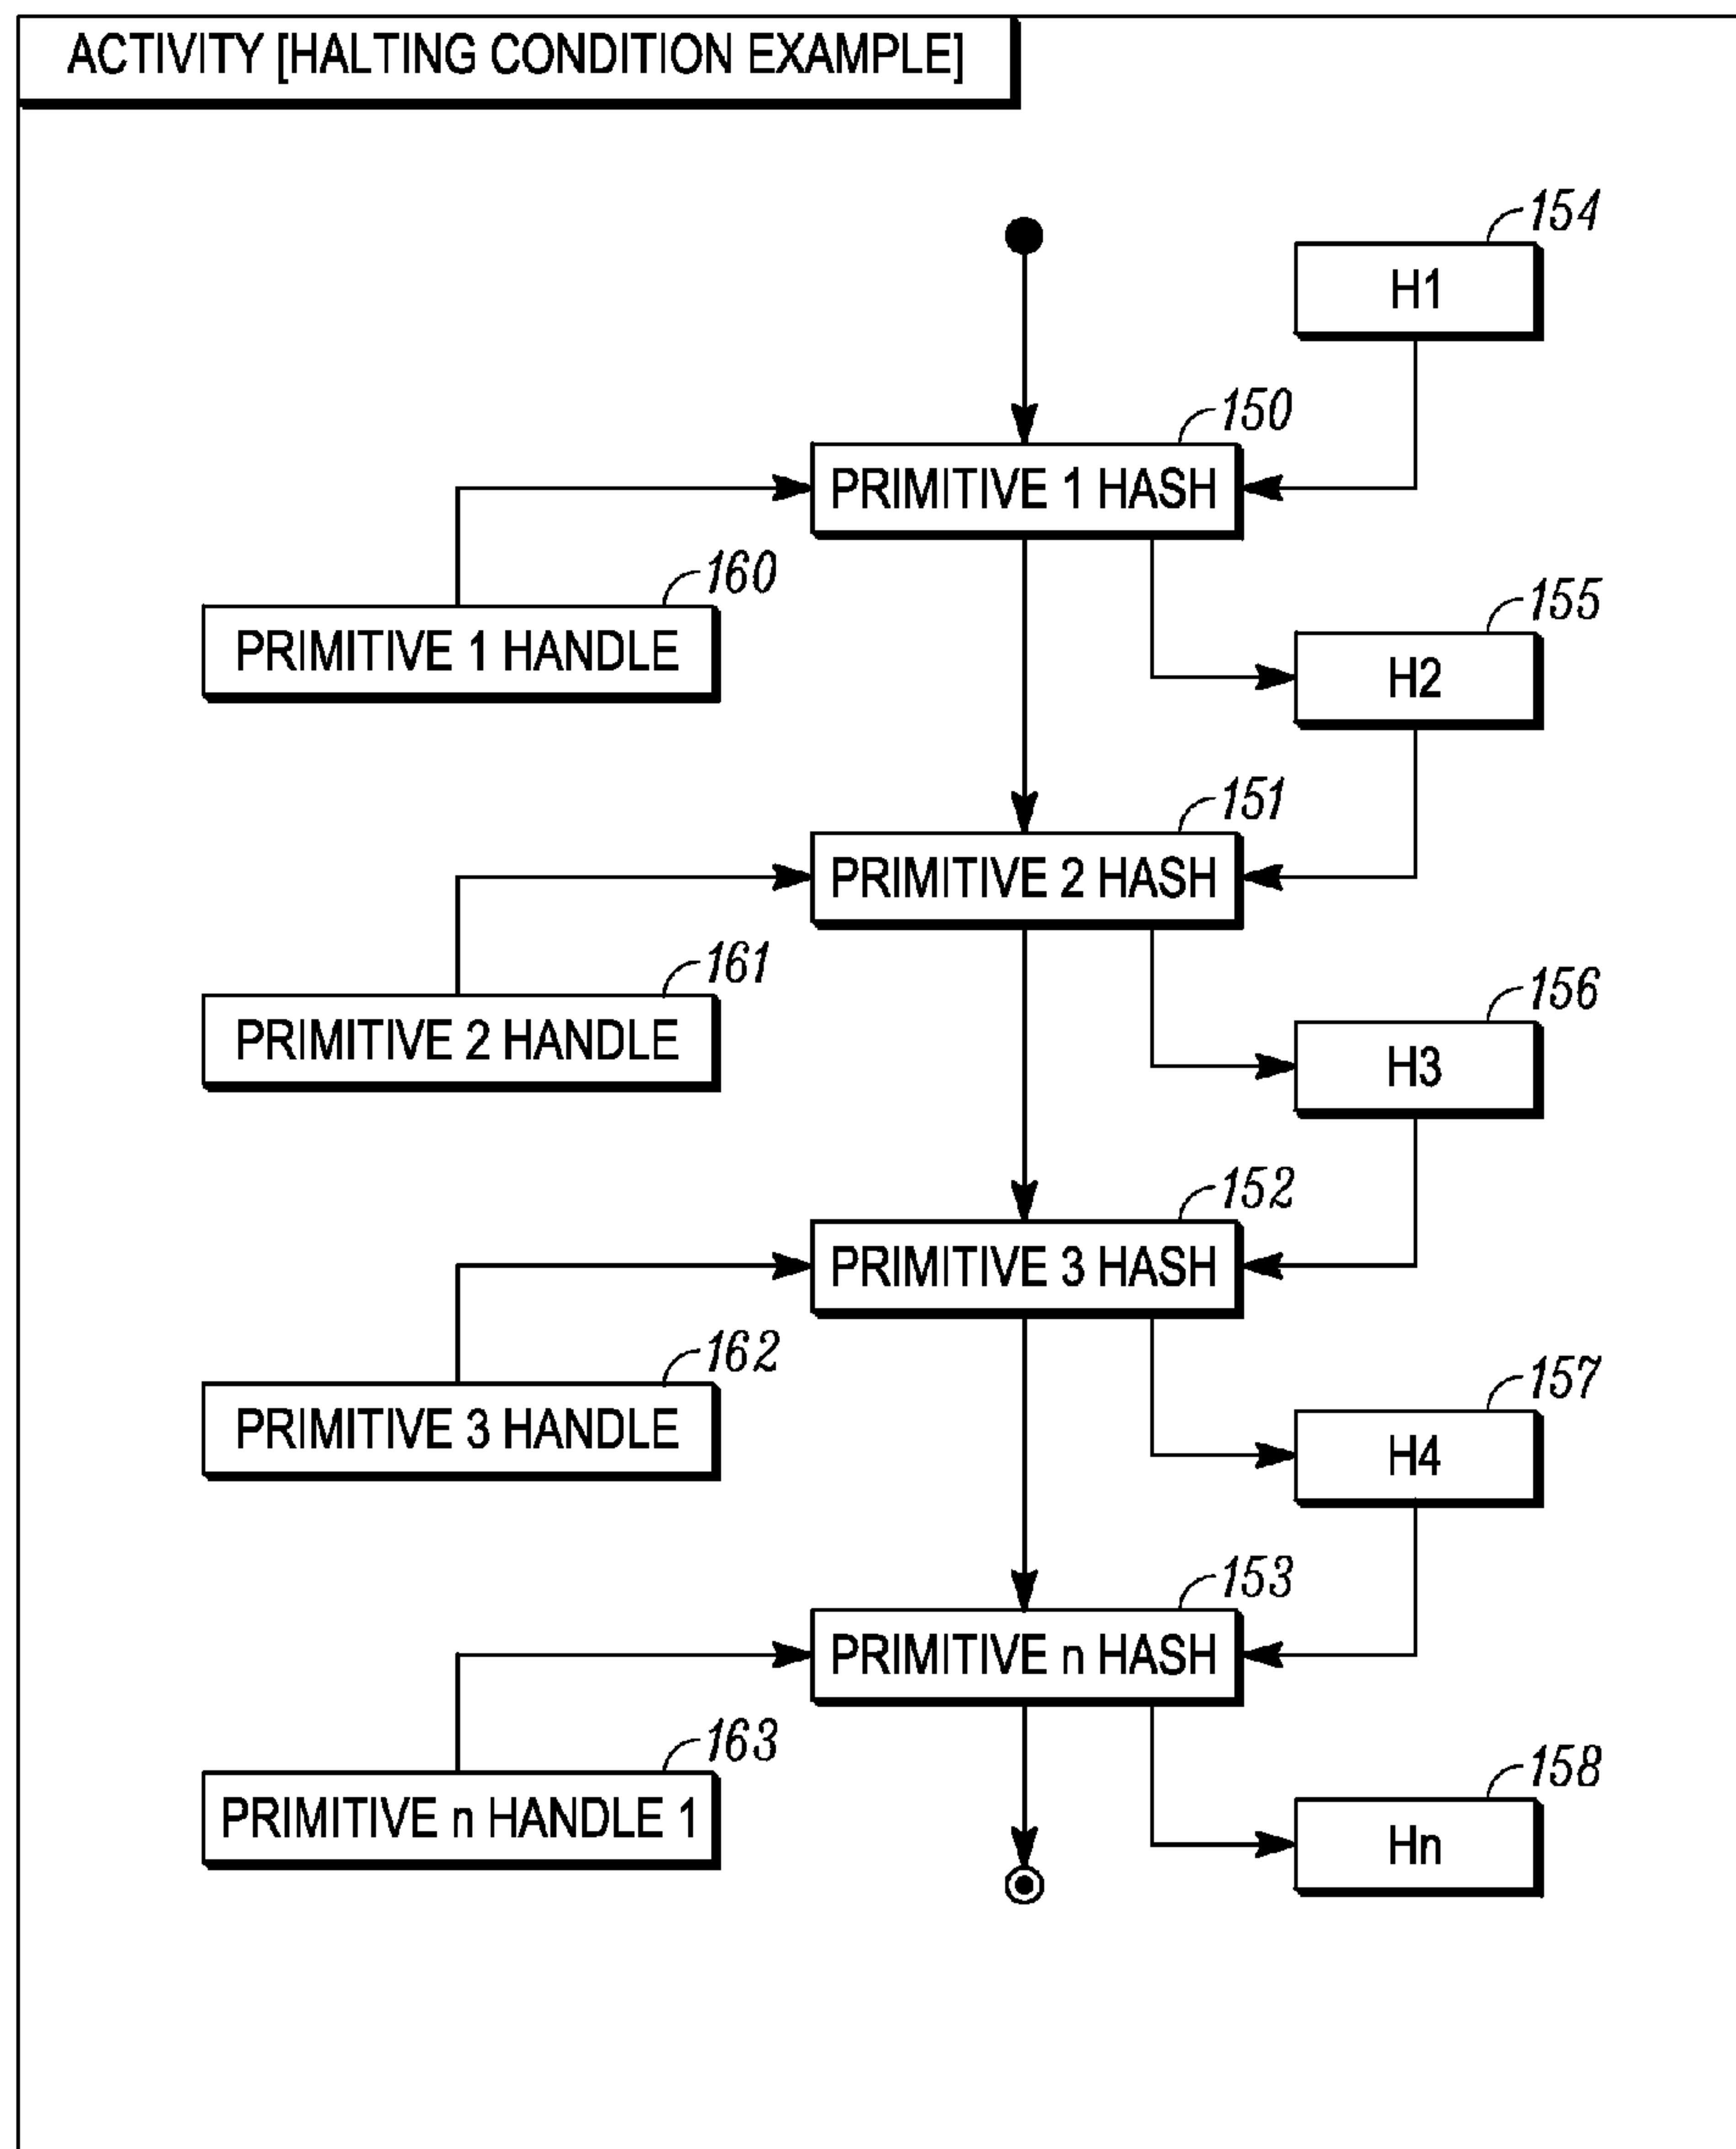 ACTIVITY [HALTING CONDITION EXAMPLE]
154
H1
150
PRIMITIVE 1 HASH
160
PRIMITIVE 1 HANDLE
155
H2
151
PRIMITIVE 2 HASH
161
PRIMITIVE 2 HANDLE
156
H3
152
PRIMITIVE 3 HASH
162
PRIMITIVE 3 HANDLE
157
H4
153
PRIMITIVE n HASH
163
PRIMITIVE n HANDLE 1
158
Hn